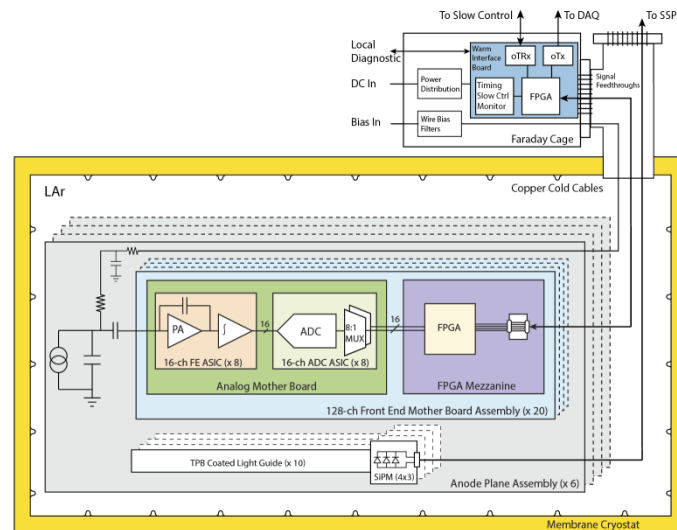 To Slow Control
To DAQ
To SSP
Local
Diagnostic
Warm
Interface
Board
oTRx
oTx
DC In
Power
Distribution
Timing
Slow Ctrl
Monitor
FPGA
Signal
Feedthroughs
Bias In
Wire Bias
Filters
Faraday Cage
LAr
Copper Cold Cables
PA
∫
16
ADC
8:1
MUX
16
FPGA
16-ch FE ASIC (x 8)
16-ch ADC ASIC (x 8)
Analog Mother Board
FPGA Mezzanine
128-ch Front End Mother Board Assembly (x 20)
TPB Coated Light Guide (x 10)
SiPM (4x3)
Anode Plane Assembly (x 6)
Membrane Cryostat